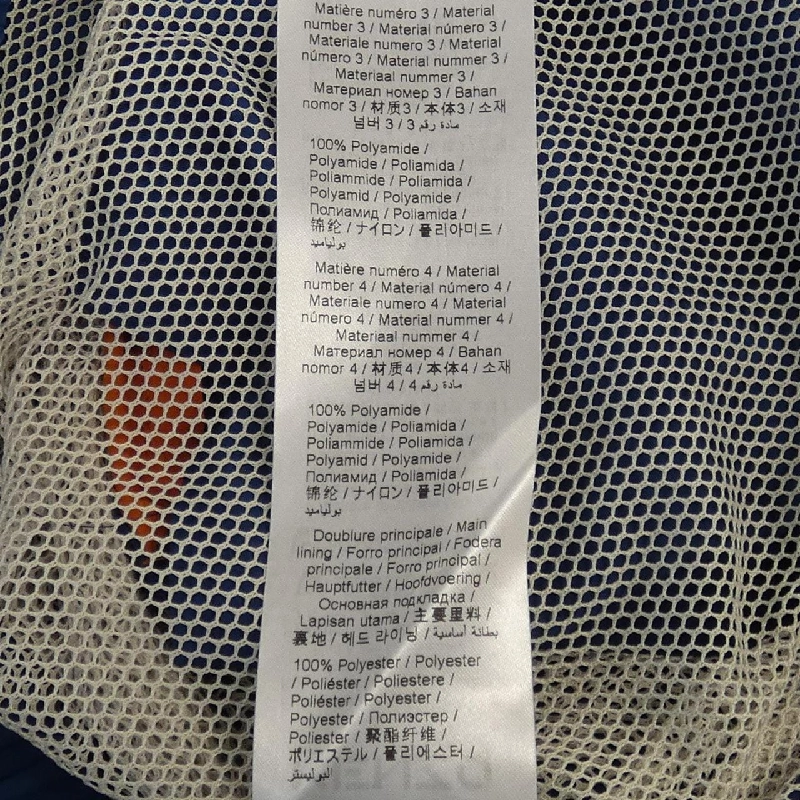 Matière numéro 3 / Material
number 3 / Material número 3 /
Materiale numero 3 / Material
número 3 / Material nummer 3 /
Materiaal nummer 3 /
Материал номер 3 / Bahan
nomor 3 / 材质3 / 本体3 / 소재
넘버 3 / مادة رقم 3
100% Polyamide /
Polyamide / Poliamida /
Poliammide / Poliamida /
Polyamid / Polyamide /
Полиамид / Poliamida /
锦纶 / ナイロン / 폴리아미드 /
بولياميد
Matière numéro 4 / Material
number 4 / Material número 4 /
Materiale numero 4 / Material
número 4 / Material nummer 4 /
Materiaal nummer 4 /
Материал номер 4 / Bahan
nomor 4 / 材质4 / 本体4 / 소재
넘버 4 / مادة رقم 4
100% Polyamide /
Polyamide / Poliamida /
Poliammide / Poliamida /
Polyamid / Polyamide /
Полиамид / Poliamida /
锦纶 / ナイロン / 폴리아미드 /
بولياميد
Doublure principale / Main
lining / Forro principal / Fodera
principale / Forro principal /
Hauptfutter / Hoofdvoering /
Основная подкладка /
Lapisan utama / 主要里料 /
裏地 / 헤드 라이닝 / بطانة أساسية
100% Polyester / Polyester
/ Poliéster / Poliestere /
Poliéster / Polyester /
Polyester / Полиэстер /
Poliester / 聚酯纤维 /
ポリエステル / 폴리에스터 /
البوليستر